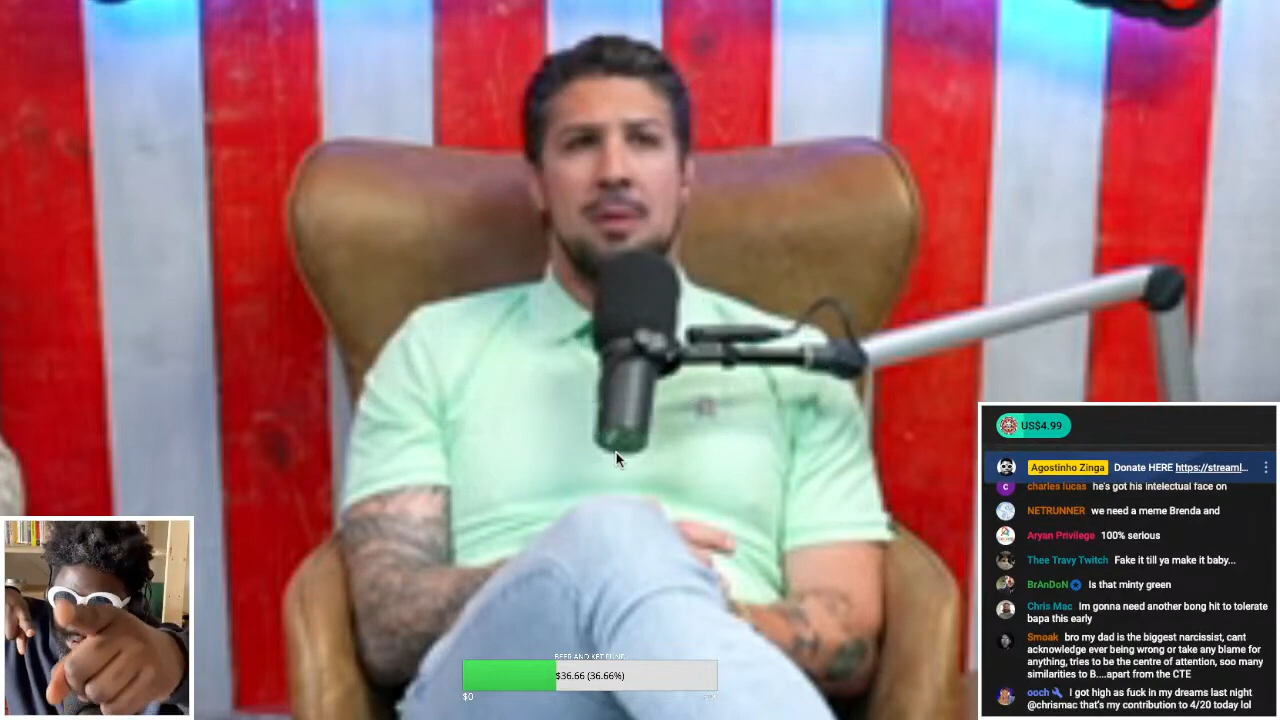 US$4.99
Agostinho Zinga Donate HERE https://streaml...
charles lucas he's got his intelectual face on
NETRUNNER we need a meme Brenda and
Aryan Privilege 100% serious
Thee Travy Twitch Fake it till ya make it baby...
BrAnDoN Is that minty green
Chris Mac Im gonna need another bong hit to tolerate
bapa this early
Smoak bro my dad is the biggest narcissist, cant
acknowledge ever being wrong or take any blame for
anything, tries to be the centre of attention, soo many
similarities to B....apart from the CTE
BEER AND KBT FUND
$36.66 (36.66%)
$0
ooch I got high as fuck in my dreams last night
@chrismac that's my contribution to 4/20 today lol